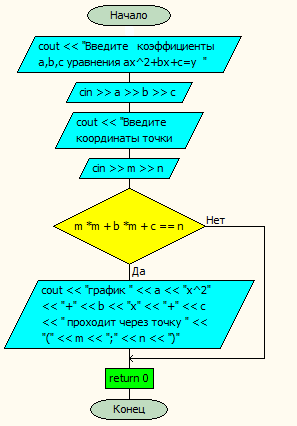 Начало
cout << "Введите   коэффициенты
a,b,c уравнения ax^2+bx+c=y  "
cin >> a >> b >> c
cout << "Введите
координаты точки
cin >> m >> n
m *m + b *m + c == n
Нет
Да
cout << "график " << a << "x^2"
<< "+" << b << "x" << "+" << c
<< " проходит через точку " <<
"(" << m << ";" << n << ")"
return 0
Конец